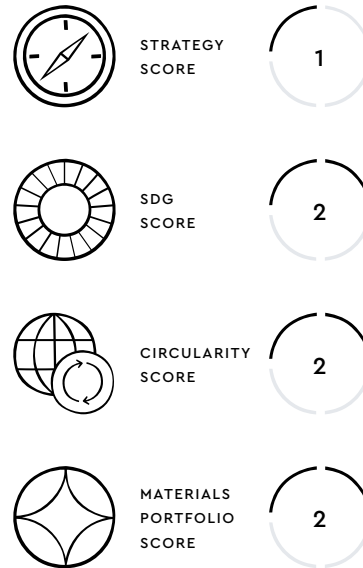 STRATEGY
SCORE
1
SDG
SCORE
2
CIRCULARITY
SCORE
2
MATERIALS
PORTFOLIO
SCORE
2